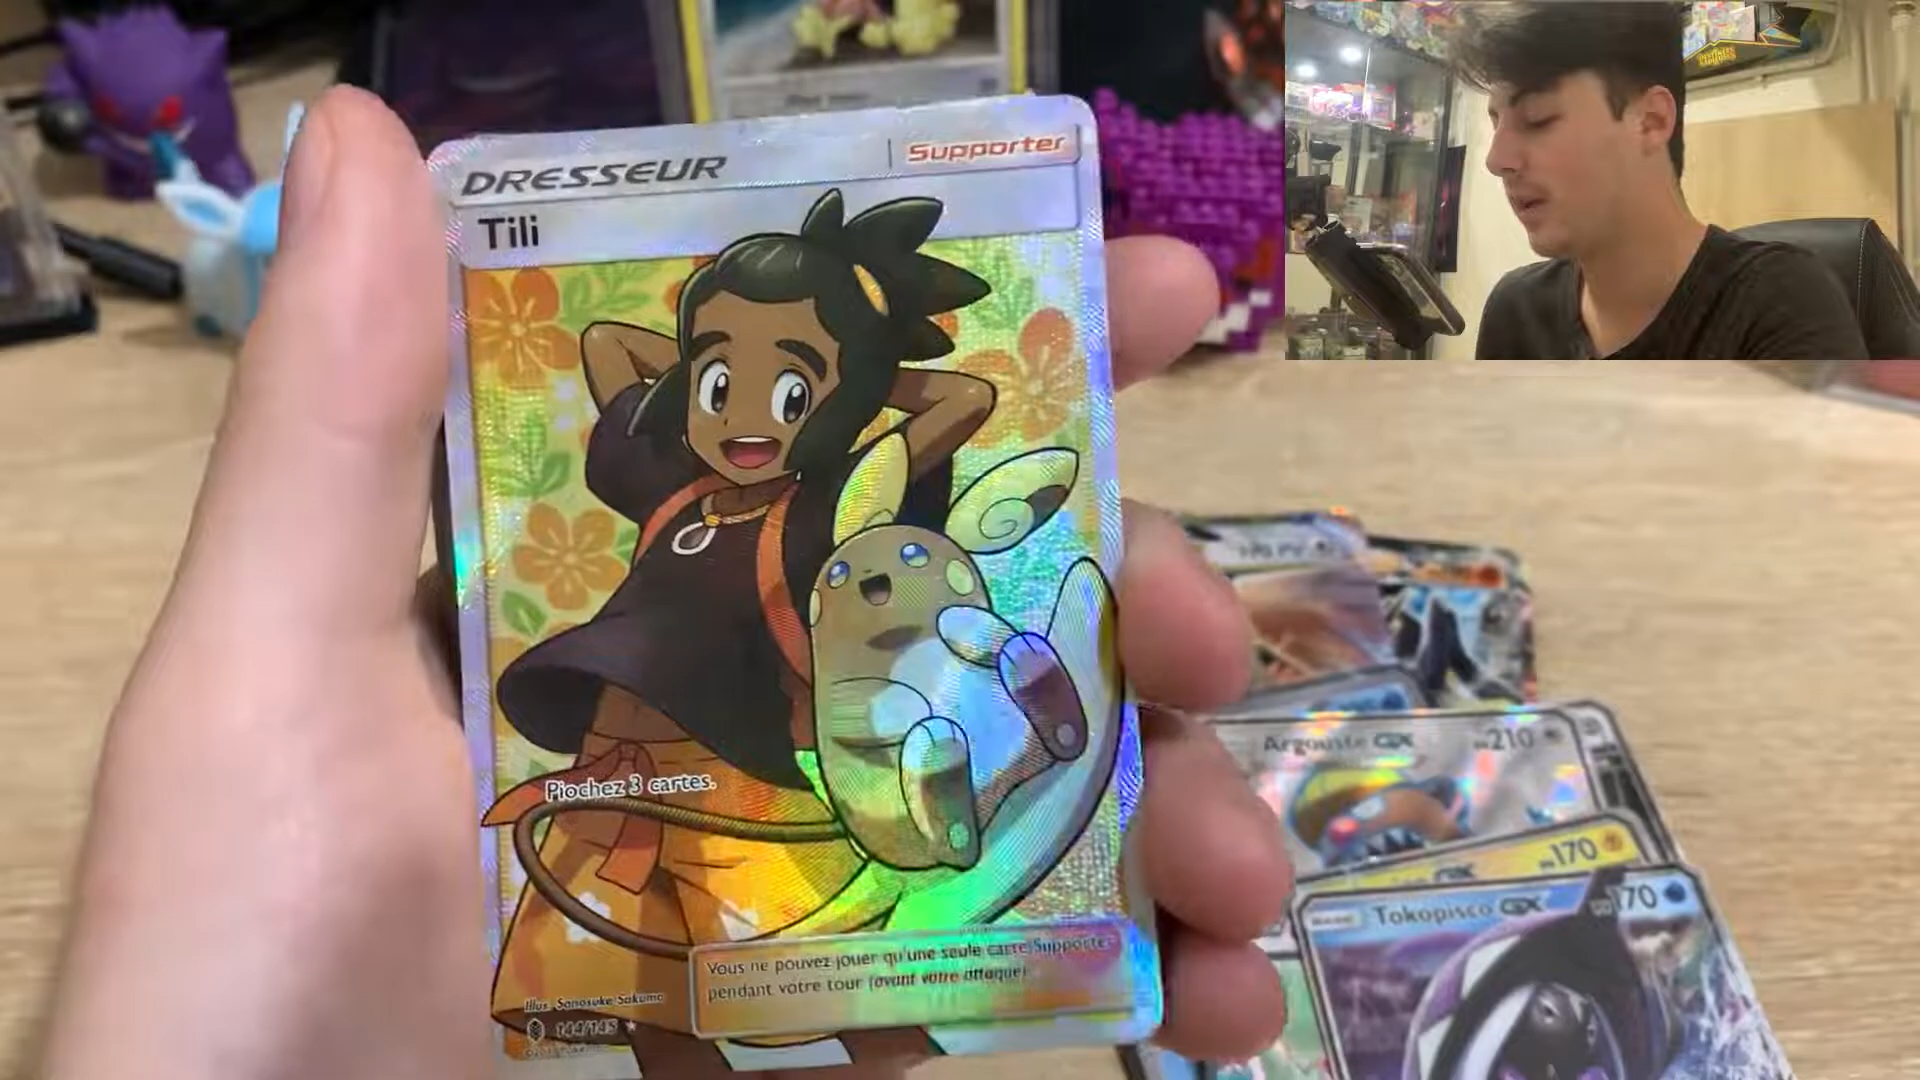 DRESSEUR
Supporter
Tili
Piochez 3 cartes.
Vous ne pouvez jouer qu'une seule carte Supporter
pendant votre tour (avant votre attaque).
Illus. Sanosuke Sakuma
144/145
Argouste GX
210
GX
170
Tokopisco GX
170